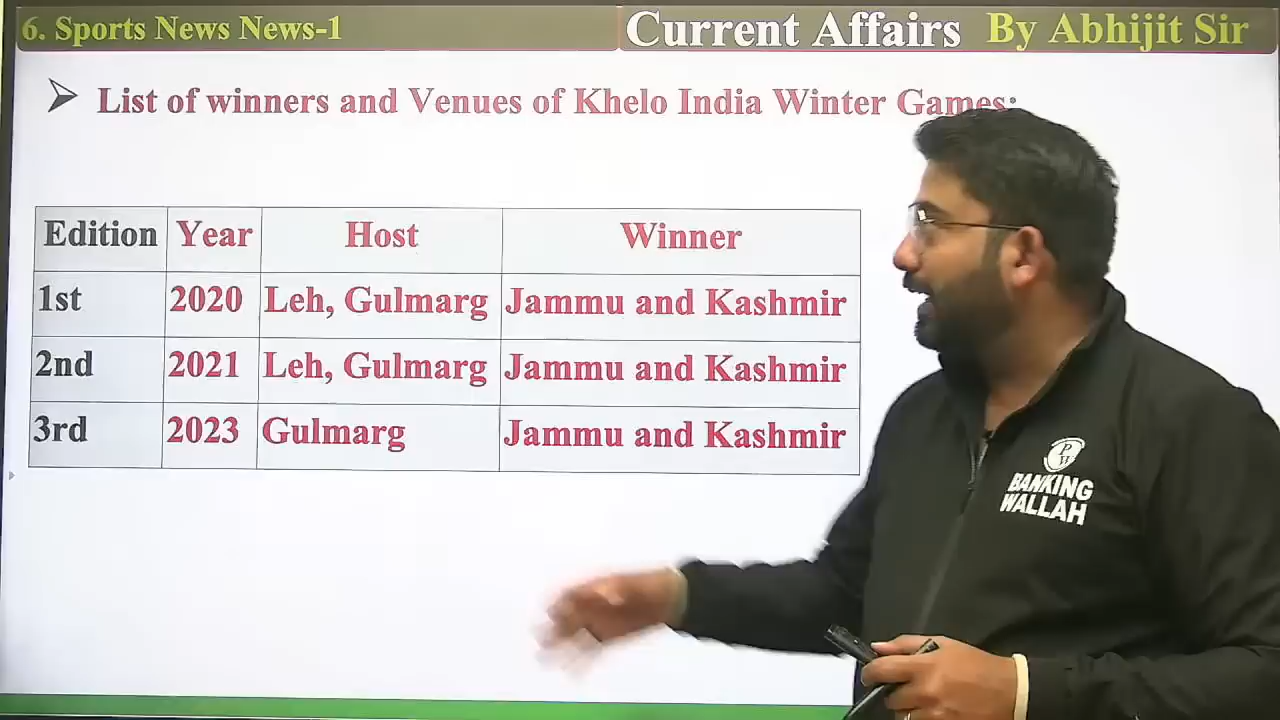 6. Sports News News-1
Current Affairs By Abhijit Sir
List of winners and Venues of Khelo India Winter Games:
Edition Year Host Winner
1st 2020 Leh, Gulmarg Jammu and Kashmir
2nd 2021 Leh, Gulmarg Jammu and Kashmir
3rd 2023 Gulmarg Jammu and Kashmir
PW
BANKING
WALLAH